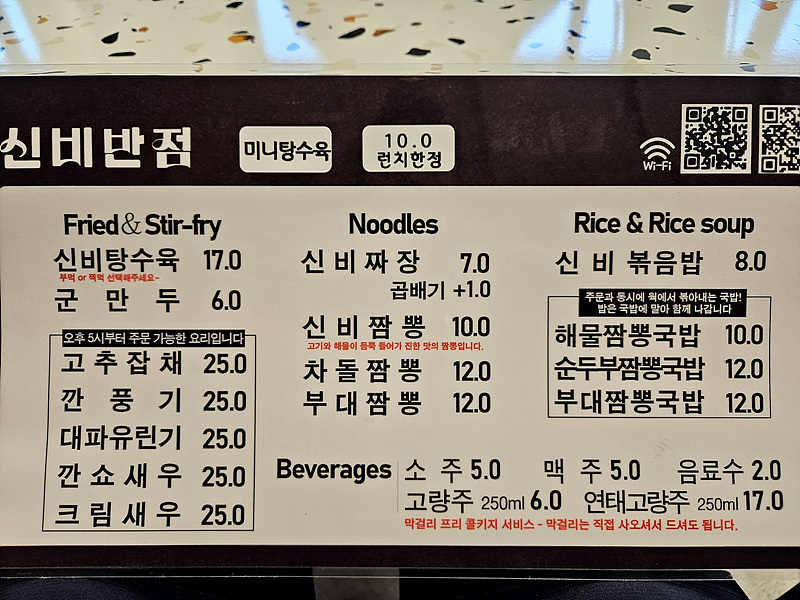 신비반점
미니탕수육
10.0
런치한정
Wi-Fi
Fried & Stir-fry
신비탕수육 17.0
부먹 or 찍먹 선택해주세요~
군만두 6.0
오후 5시부터 주문 가능한 요리입니다
고추잡채 25.0
깐풍기 25.0
대파유린기 25.0
깐쇼새우 25.0
크림새우 25.0
Noodles
신비짜장 7.0
곱배기 +1.0
신비짬뽕 10.0
고기와 해물이 듬뿍 들어가 진한 맛의 짬뽕입니다.
차돌짬뽕 12.0
부대짬뽕 12.0
Rice & Rice soup
신비볶음밥 8.0
주문과 동시에 웍에서 볶아내는 국밥!
밥은 국밥에 말아 함께 나갑니다
해물짬뽕국밥 10.0
순두부짬뽕국밥 12.0
부대짬뽕국밥 12.0
Beverages
소주 5.0 맥주 5.0 음료수 2.0
고량주 250ml 6.0 연태고량주 250ml 17.0
막걸리 프리 콜키지 서비스 - 막걸리는 직접 사오셔서 드셔도 됩니다.